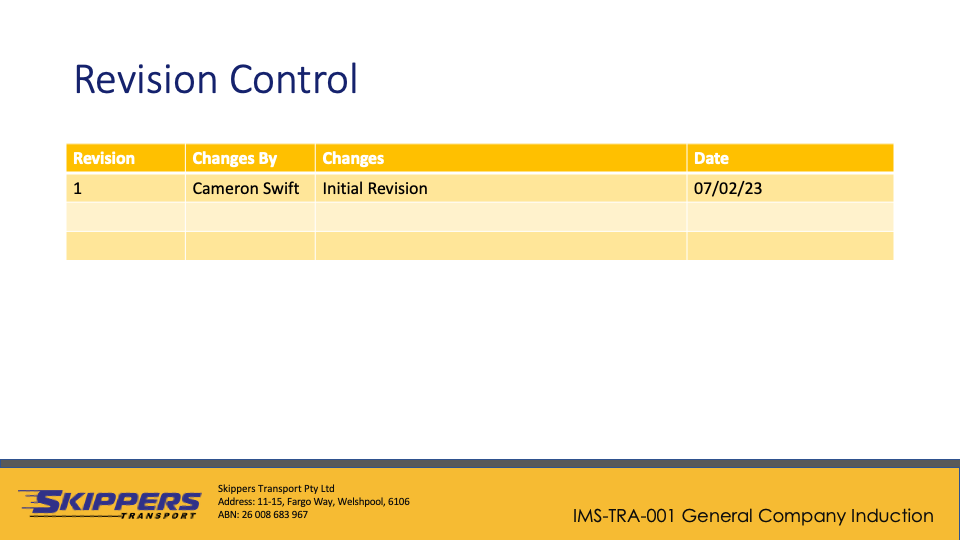 Revision Control
Revision Changes By Changes Date
1 Cameron Swift Initial Revision 07/02/23
SKIPPERS
TRANSPORT
Skippers Transport Pty Ltd
Address: 11-15, Fargo Way, Welshpool, 6106
ABN: 26 008 683 967
IMS-TRA-001 General Company Induction